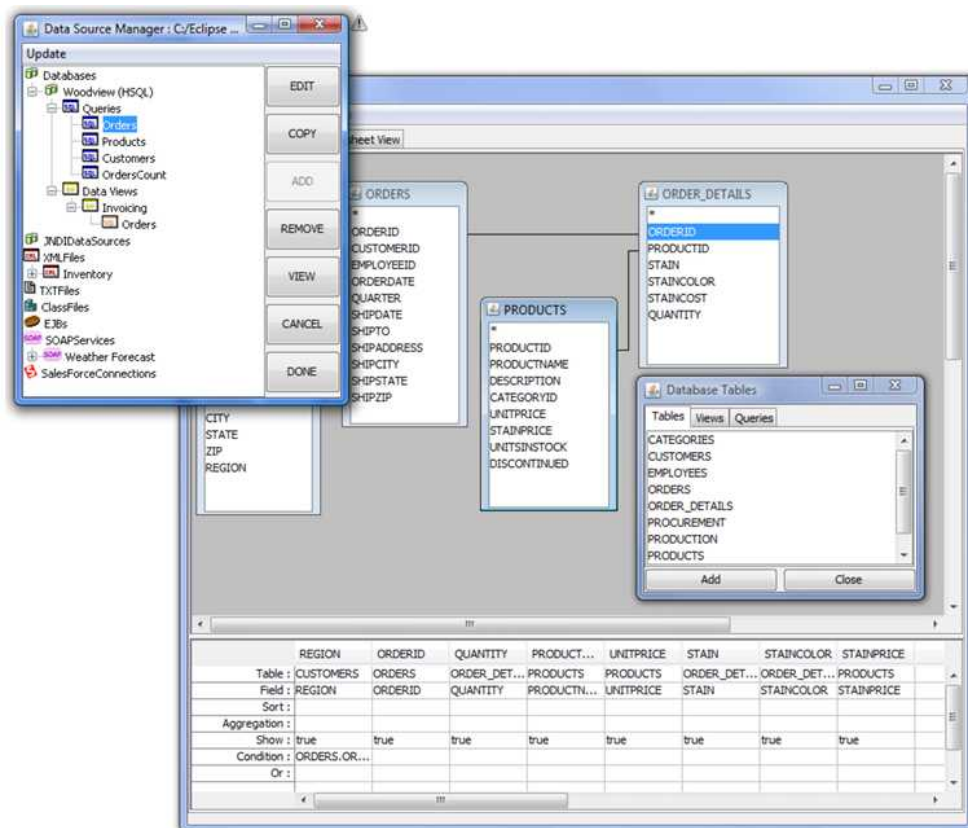 Data Source Manager : C:/Eclipse ...
Update
Databases
Woodview (HSQL)
Queries
Orders
Products
Customers
OrdersCount
Data Views
Invoicing
Orders
JNDIDataSources
XMLFiles
Inventory
TXTFiles
ClassFiles
EJBs
SOAPServices
Weather Forecast
SalesForceConnections
EDIT
COPY
ADD
REMOVE
VIEW
CANCEL
DONE
heet View
CITY
STATE
ZIP
REGION
ORDERS
*
ORDERID
CUSTOMERID
EMPLOYEEID
ORDERDATE
QUARTER
SHIPDATE
SHIPTO
SHIPADDRESS
SHIPCITY
SHIPSTATE
SHIPZIP
PRODUCTS
*
PRODUCTID
PRODUCTNAME
DESCRIPTION
CATEGORYID
UNITPRICE
STAINPRICE
UNITSINSTOCK
DISCONTINUED
ORDER_DETAILS
*
ORDERID
PRODUCTID
STAIN
STAINCOLOR
STAINCOST
QUANTITY
Database Tables
Tables Views Queries
CATEGORIES
CUSTOMERS
EMPLOYEES
ORDERS
ORDER_DETAILS
PROCUREMENT
PRODUCTION
PRODUCTS
Add Close
REGION ORDERID QUANTITY PRODUCT... UNITPRICE STAIN STAINCOLOR STAINPRICE
Table : CUSTOMERS ORDERS ORDER_DET... PRODUCTS PRODUCTS ORDER_DET... ORDER_DET... PRODUCTS
Field : REGION ORDERID QUANTITY PRODUCTN... UNITPRICE STAIN STAINCOLOR STAINPRICE
Sort :
Aggregation :
Show : true true true true true true true true
Condition : ORDERS.OR...
Or :